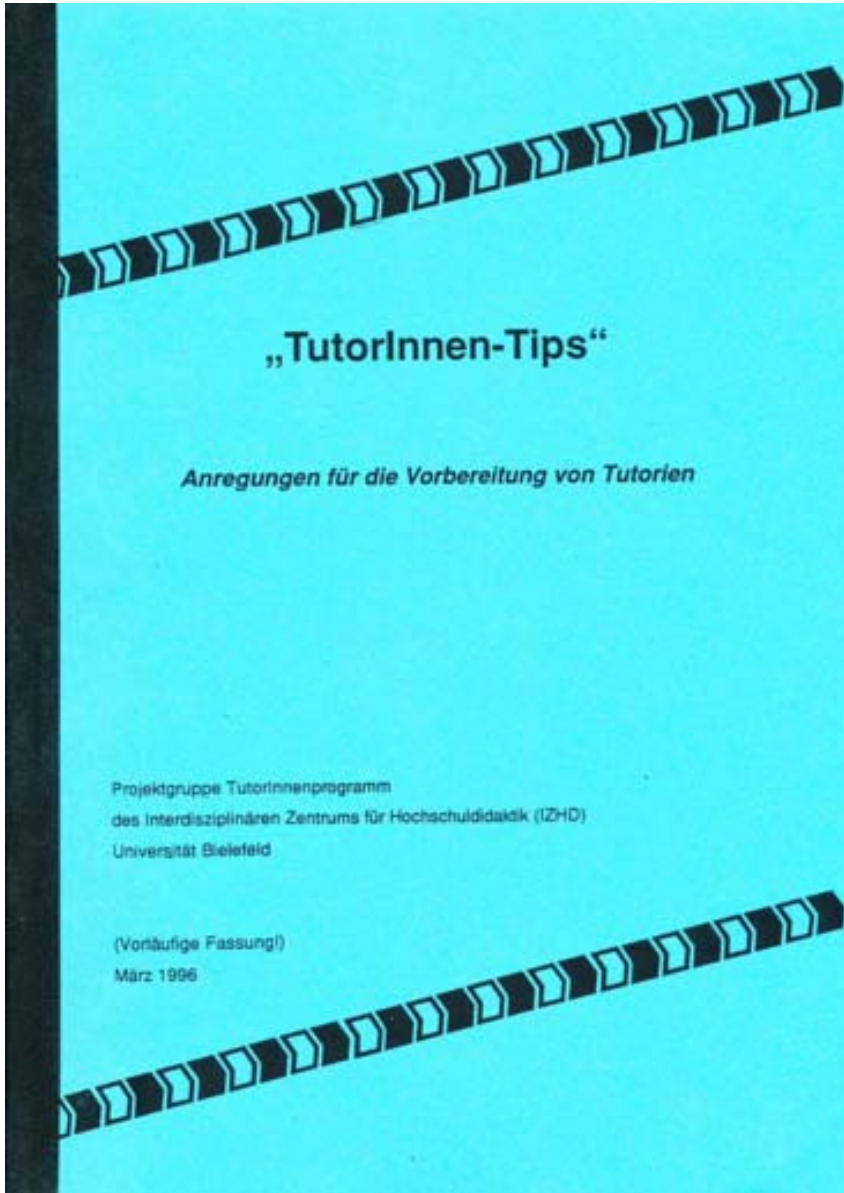 „TutorInnen-Tips“
Anregungen für die Vorbereitung von Tutorien
Projektgruppe TutorInnenprogramm
des Interdisziplinären Zentrums für Hochschuldidaktik (IZHD)
Universität Bielefeld
(Vorläufige Fassung!)
März 1996